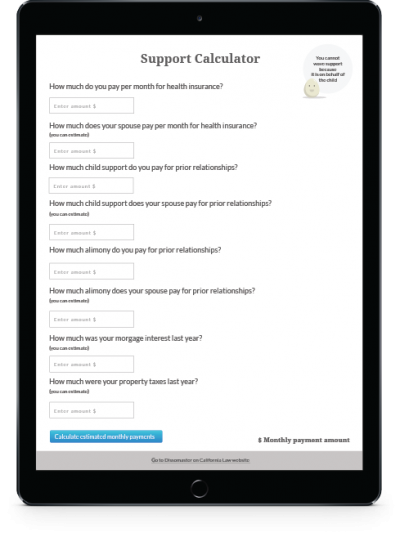 Support Calculator
You cannot
wave support
because
it is on behalf of
the child
How much do you pay per month for health insurance?
Enter amount $
How much does your spouse pay per month for health insurance?
(you can estimate)
Enter amount $
How much child support do you pay for prior relationships?
Enter amount $
How much child support does your spouse pay for prior relationships?
(you can estimate)
Enter amount $
How much alimony do you pay for prior relationships?
Enter amount $
How much alimony does your spouse pay for prior relationships?
(you can estimate)
Enter amount $
How much was your morgage interest last year?
(you can estimate)
Enter amount $
How much were your property taxes last year?
(you can estimate)
Enter amount $
Calculate estimated monthly payments
$ Monthly payment amount
Go to Dissomaster on California Law website